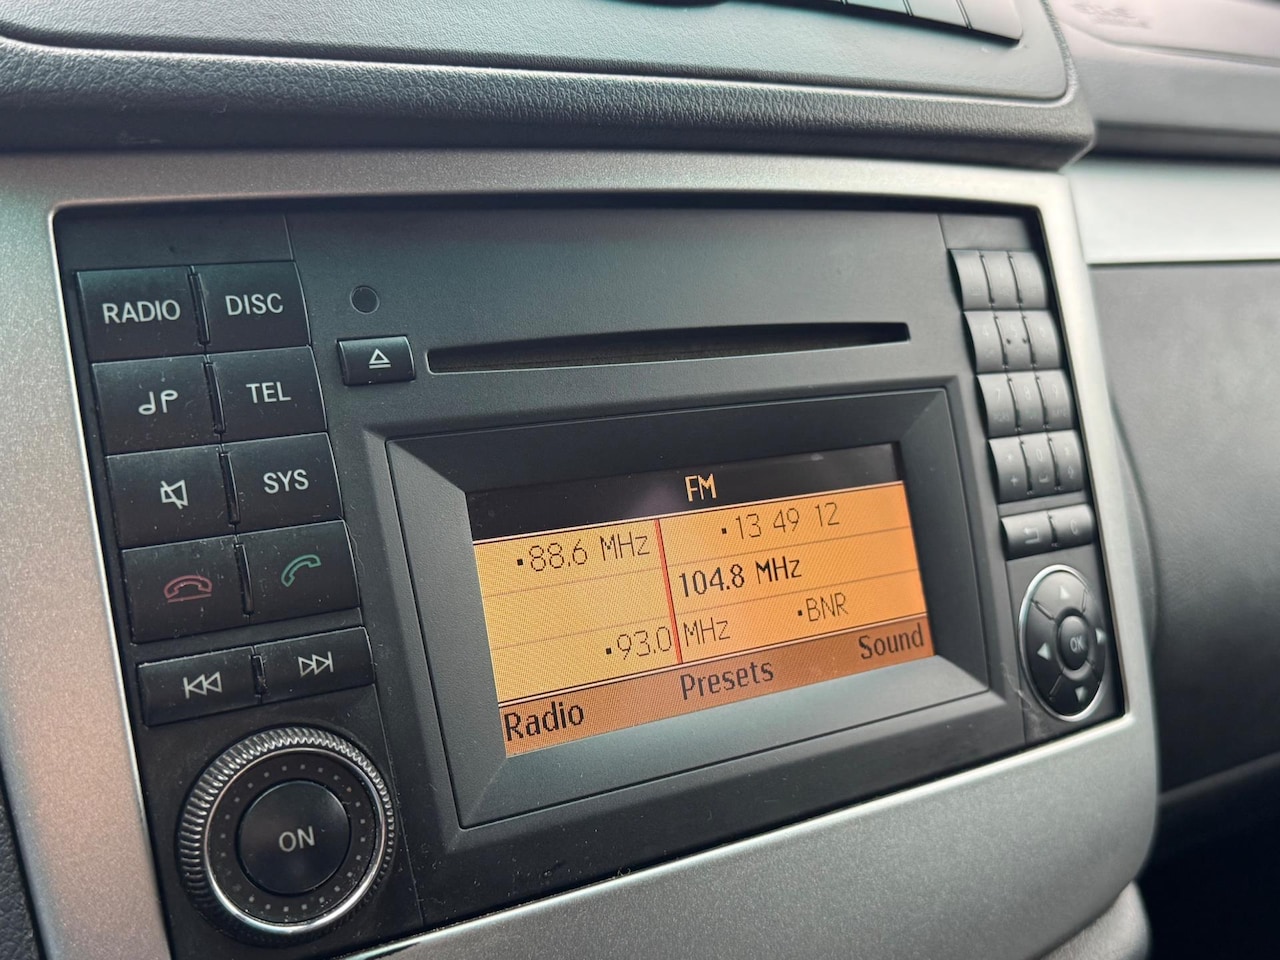 RADIO
DISC
TEL
SYS
ON
FM
88.6 MHz
13 49 12
104.8 MHz
93.0 MHz
BNR
Radio
Presets
Sound
OK